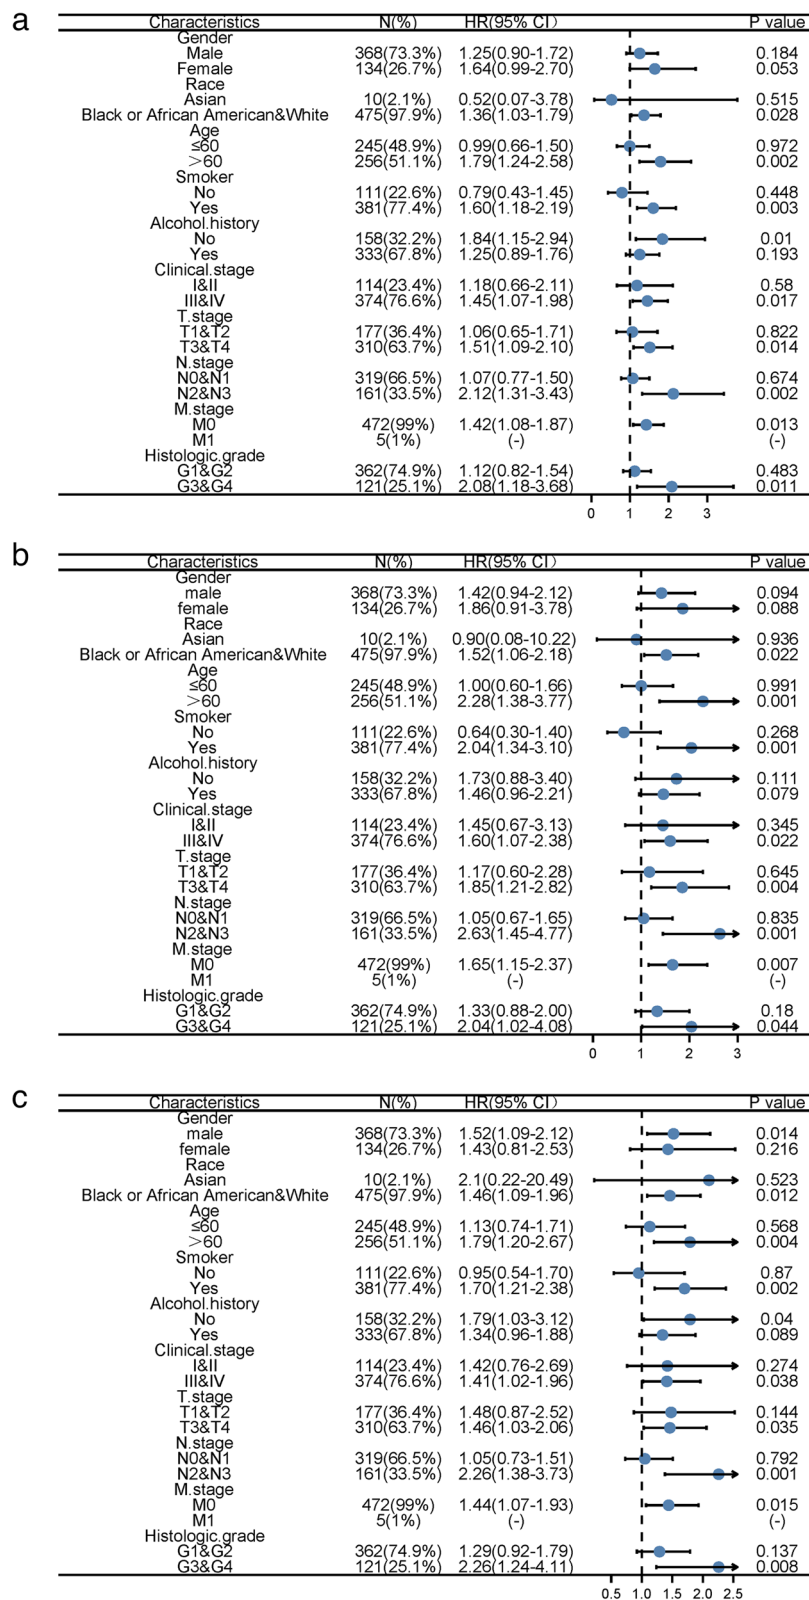 a
Characteristics N(%) HR(95% CI） P value
Gender
Male 368(73.3%) 1.25(0.90-1.72) 0.184
Female 134(26.7%) 1.64(0.99-2.70) 0.053
Race
Asian 10(2.1%) 0.52(0.07-3.78) 0.515
Black or African American&White 475(97.9%) 1.36(1.03-1.79) 0.028
Age
≤60 245(48.9%) 0.99(0.66-1.50) 0.972
＞60 256(51.1%) 1.79(1.24-2.58) 0.002
Smoker
No 111(22.6%) 0.79(0.43-1.45) 0.448
Yes 381(77.4%) 1.60(1.18-2.19) 0.003
Alcohol.history
No 158(32.2%) 1.84(1.15-2.94) 0.01
Yes 333(67.8%) 1.25(0.89-1.76) 0.193
Clinical.stage
I&II 114(23.4%) 1.18(0.66-2.11) 0.58
III&IV 374(76.6%) 1.45(1.07-1.98) 0.017
T.stage
T1&T2 177(36.4%) 1.06(0.65-1.71) 0.822
T3&T4 310(63.7%) 1.51(1.09-2.10) 0.014
N.stage
N0&N1 319(66.5%) 1.07(0.77-1.50) 0.674
N2&N3 161(33.5%) 2.12(1.31-3.43) 0.002
M.stage
M0 472(99%) 1.42(1.08-1.87) 0.013
M1 5(1%) (-) (-)
Histologic.grade
G1&G2 362(74.9%) 1.12(0.82-1.54) 0.483
G3&G4 121(25.1%) 2.08(1.18-3.68) 0.011
0 1 2 3
b
Characteristics N(%) HR(95% CI） P value
Gender
male 368(73.3%) 1.42(0.94-2.12) 0.094
female 134(26.7%) 1.86(0.91-3.78) 0.088
Race
Asian 10(2.1%) 0.90(0.08-10.22) 0.936
Black or African American&White 475(97.9%) 1.52(1.06-2.18) 0.022
Age
≤60 245(48.9%) 1.00(0.60-1.66) 0.991
＞60 256(51.1%) 2.28(1.38-3.77) 0.001
Smoker
No 111(22.6%) 0.64(0.30-1.40) 0.268
Yes 381(77.4%) 2.04(1.34-3.10) 0.001
Alcohol.history
No 158(32.2%) 1.73(0.88-3.40) 0.111
Yes 333(67.8%) 1.46(0.96-2.21) 0.079
Clinical.stage
I&II 114(23.4%) 1.45(0.67-3.13) 0.345
III&IV 374(76.6%) 1.60(1.07-2.38) 0.022
T.stage
T1&T2 177(36.4%) 1.17(0.60-2.28) 0.645
T3&T4 310(63.7%) 1.85(1.21-2.82) 0.004
N.stage
N0&N1 319(66.5%) 1.05(0.67-1.65) 0.835
N2&N3 161(33.5%) 2.63(1.45-4.77) 0.001
M.stage
M0 472(99%) 1.65(1.15-2.37) 0.007
M1 5(1%) (-) (-)
Histologic.grade
G1&G2 362(74.9%) 1.33(0.88-2.00) 0.18
G3&G4 121(25.1%) 2.04(1.02-4.08) 0.044
0 1 2 3
c
Characteristics N(%) HR(95% CI） P value
Gender
male 368(73.3%) 1.52(1.09-2.12) 0.014
female 134(26.7%) 1.43(0.81-2.53) 0.216
Race
Asian 10(2.1%) 2.1(0.22-20.49) 0.523
Black or African American&White 475(97.9%) 1.46(1.09-1.96) 0.012
Age
≤60 245(48.9%) 1.13(0.74-1.71) 0.568
＞60 256(51.1%) 1.79(1.20-2.67) 0.004
Smoker
No 111(22.6%) 0.95(0.54-1.70) 0.87
Yes 381(77.4%) 1.70(1.21-2.38) 0.002
Alcohol.history
No 158(32.2%) 1.79(1.03-3.12) 0.04
Yes 333(67.8%) 1.34(0.96-1.88) 0.089
Clinical.stage
I&II 114(23.4%) 1.42(0.76-2.69) 0.274
III&IV 374(76.6%) 1.41(1.02-1.96) 0.038
T.stage
T1&T2 177(36.4%) 1.48(0.87-2.52) 0.144
T3&T4 310(63.7%) 1.46(1.03-2.06) 0.035
N.stage
N0&N1 319(66.5%) 1.05(0.73-1.51) 0.792
N2&N3 161(33.5%) 2.26(1.38-3.73) 0.001
M.stage
M0 472(99%) 1.44(1.07-1.93) 0.015
M1 5(1%) (-) (-)
Histologic.grade
G1&G2 362(74.9%) 1.29(0.92-1.79) 0.137
G3&G4 121(25.1%) 2.26(1.24-4.11) 0.008
0.5 1.0 1.5 2.0 2.5